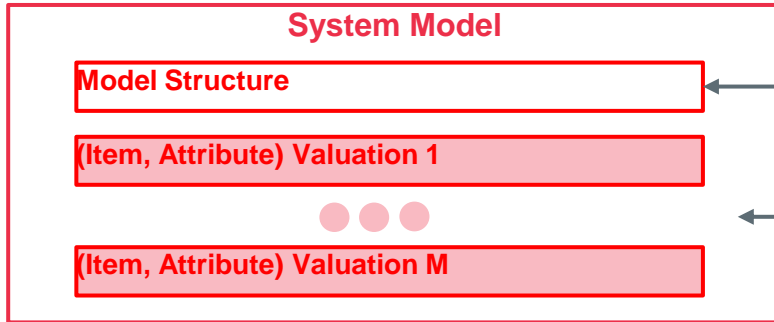 System Model
Model Structure
(Item, Attribute) Valuation 1
(Item, Attribute) Valuation M